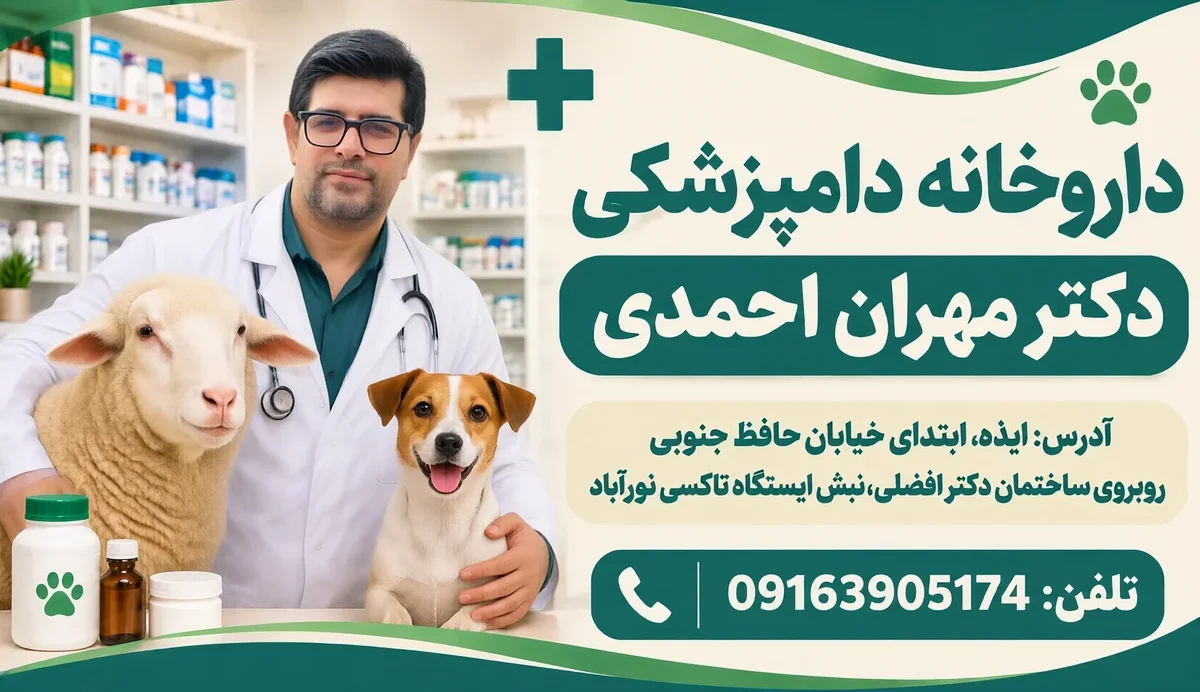 داروخانه دامپزشکی
دکتر مهران احمدی
آدرس: ایذه، ابتدای خیابان حافظ جنوبی
روبروی ساختمان دکتر افضلی، نبش ایستگاه تاکسی نورآباد
تلفن: 09163905174